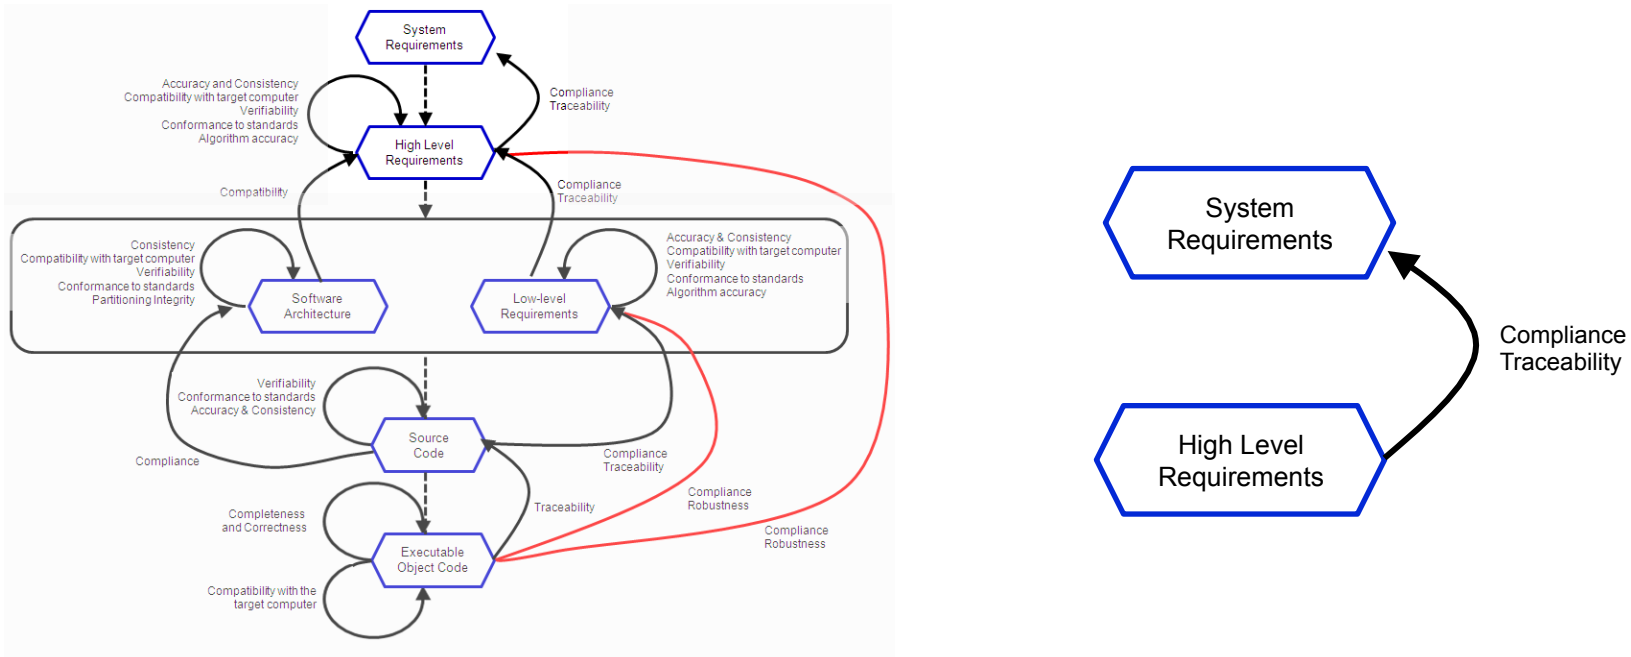 System
Requirements
Accuracy and Consistency
Compatibility with target computer
Verifiability
Conformance to standards
Algorithm accuracy
Compliance
Traceability
High Level
Requirements
Compatibility
Compliance
Traceability
Consistency
Compatibility with target computer
Verifiability
Conformance to standards
Partitioning Integrity
Accuracy & Consistency
Compatibility with target computer
Verifiability
Conformance to standards
Algorithm accuracy
Software
Architecture
Low-level
Requirements
Verifiability
Conformance to standards
Accuracy & Consistency
Source
Code
Compliance
Compliance
Traceability
Completeness
and Correctness
Traceability
Compliance
Robustness
Compliance
Robustness
Executable
Object Code
Compatibility with the
target computer
System
Requirements
Compliance
Traceability
High Level
Requirements